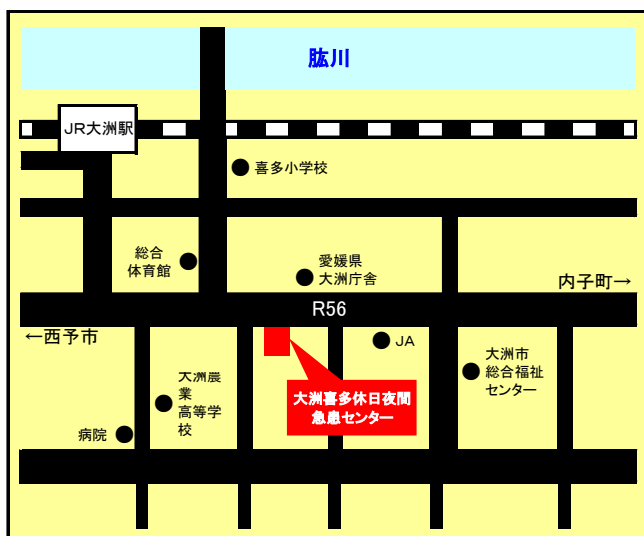 肱川
JR大洲駅
喜多小学校
総合
体育館
愛媛県
大洲庁舎
内子町→
R56
←西予市
JA
大洲市
総合福祉
センター
大洲農
業
高等学
校
大洲喜多休日夜間
急患センター
病院